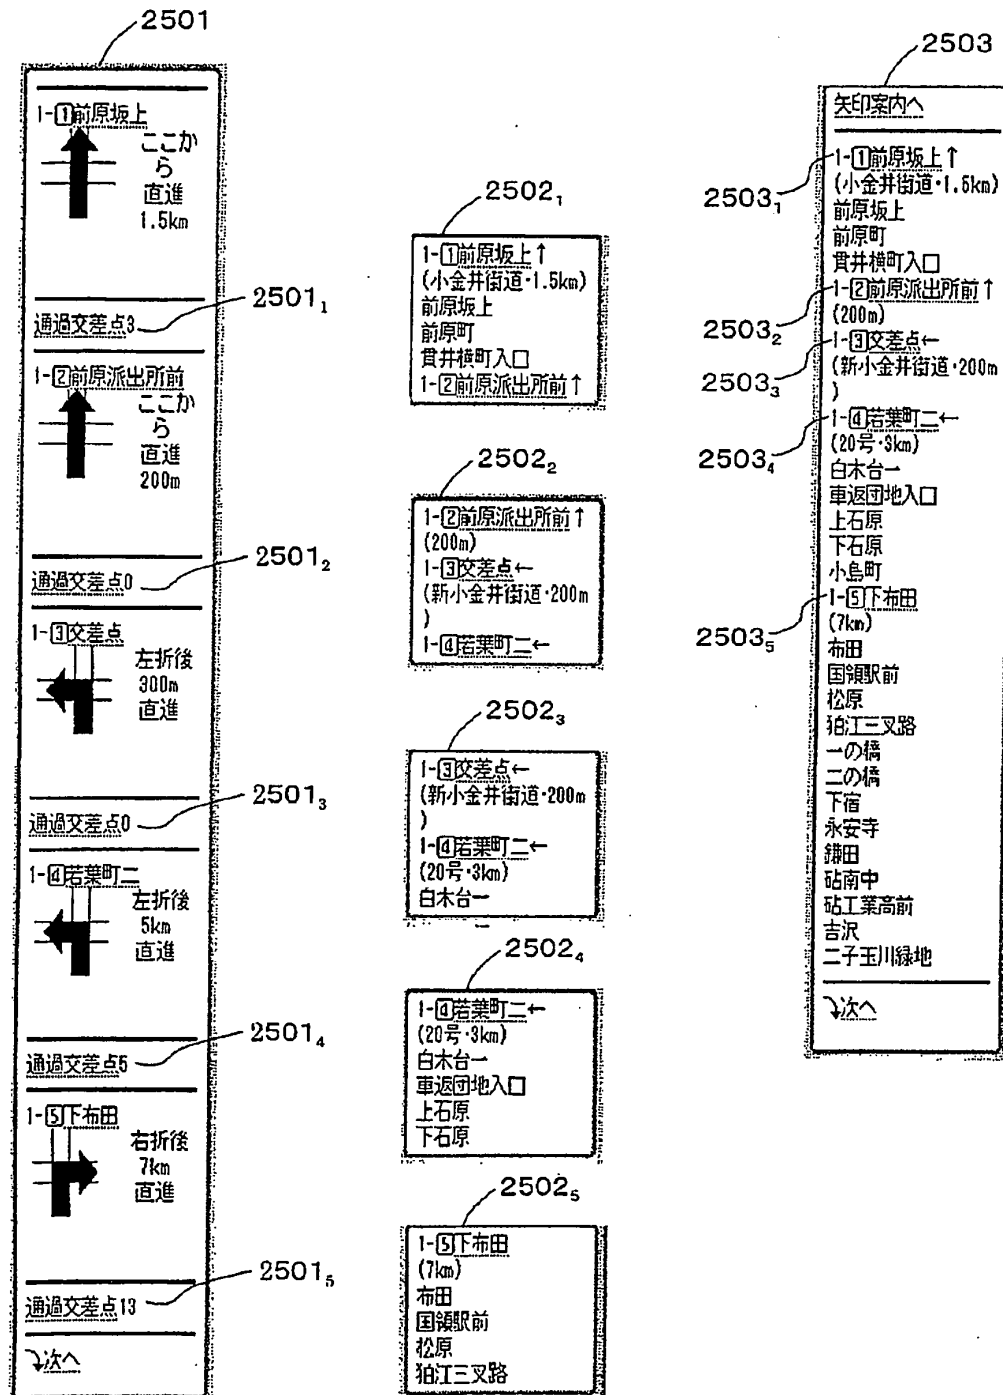 2501
1-①前原坂上
ここか
ら
直進
1.5km
2501₁
通過交差点3
1-②前原派出所前
ここか
ら
直進
200m
2501₂
通過交差点0
1-③交差点
左折後
300m
直進
2501₃
通過交差点0
1-④若葉町二
左折後
5km
直進
2501₄
通過交差点5
1-⑤下布田
右折後
7km
直進
2501₅
通過交差点13
次へ
2502₁
1-①前原坂上↑
(小金井街道・1.5km)
前原坂上
前原町
貫井横町入口
1-②前原派出所前↑
2502₂
1-②前原派出所前↑
(200m)
1-③交差点←
(新小金井街道・200m
)
1-④若葉町二←
2502₃
1-③交差点←
(新小金井街道・200m
)
1-④若葉町二←
(20号・3km)
白木台一
2502₄
1-④若葉町二←
(20号・3km)
白木台一
車返団地入口
上石原
下石原
2502₅
1-⑤下布田
(7km)
布田
国領駅前
松原
狛江三叉路
2503
矢印案内へ
2503₁
1-①前原坂上↑
(小金井街道・1.5km)
前原坂上
前原町
貫井横町入口
2503₂
1-②前原派出所前↑
(200m)
2503₃
1-③交差点←
(新小金井街道・200m
)
2503₄
1-④若葉町二←
(20号・3km)
白木台一
車返団地入口
上石原
下石原
小島町
2503₅
1-⑤下布田
(7km)
布田
国領駅前
松原
狛江三叉路
一の橋
二の橋
下宿
永安寺
鎌田
砧南中
砧工業高前
吉沢
二子玉川緑地
次へ